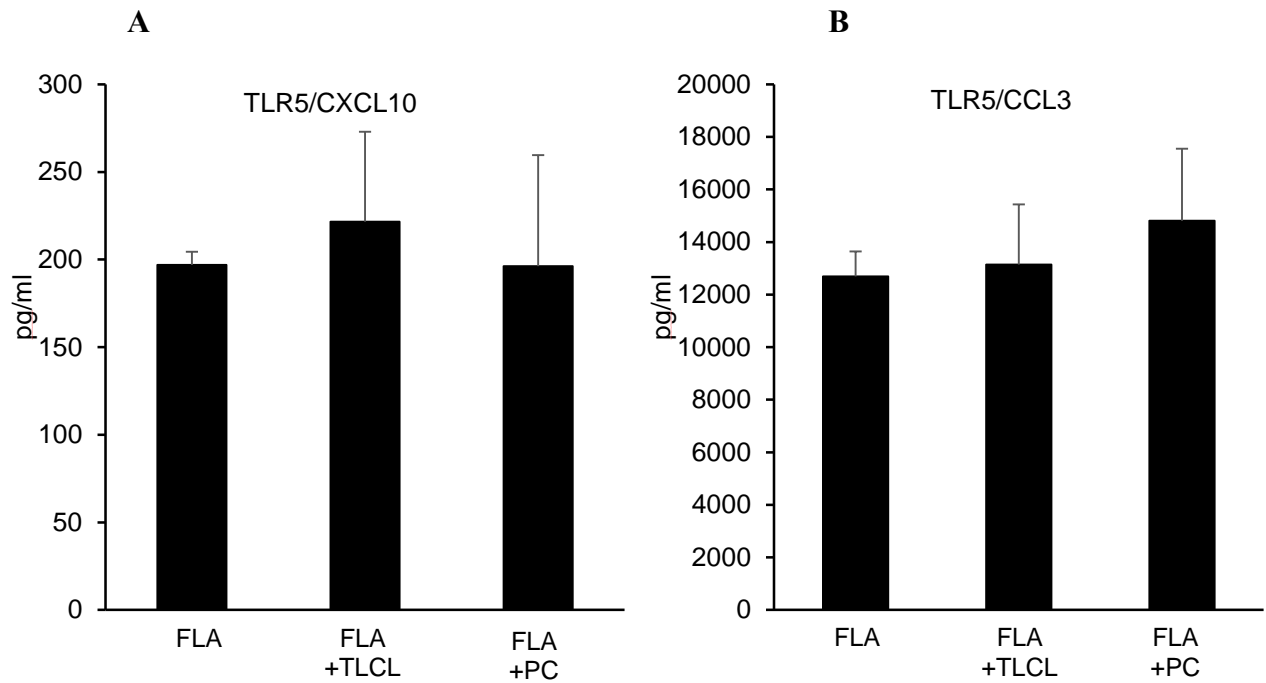 A
TLR5/CXCL10
300
250
200
150
100
50
0
pg/ml
FLA
FLA
+TLCL
FLA
+PC
B
TLR5/CCL3
20000
18000
16000
14000
12000
10000
8000
6000
4000
2000
0
pg/ml
FLA
FLA
+TLCL
FLA
+PC